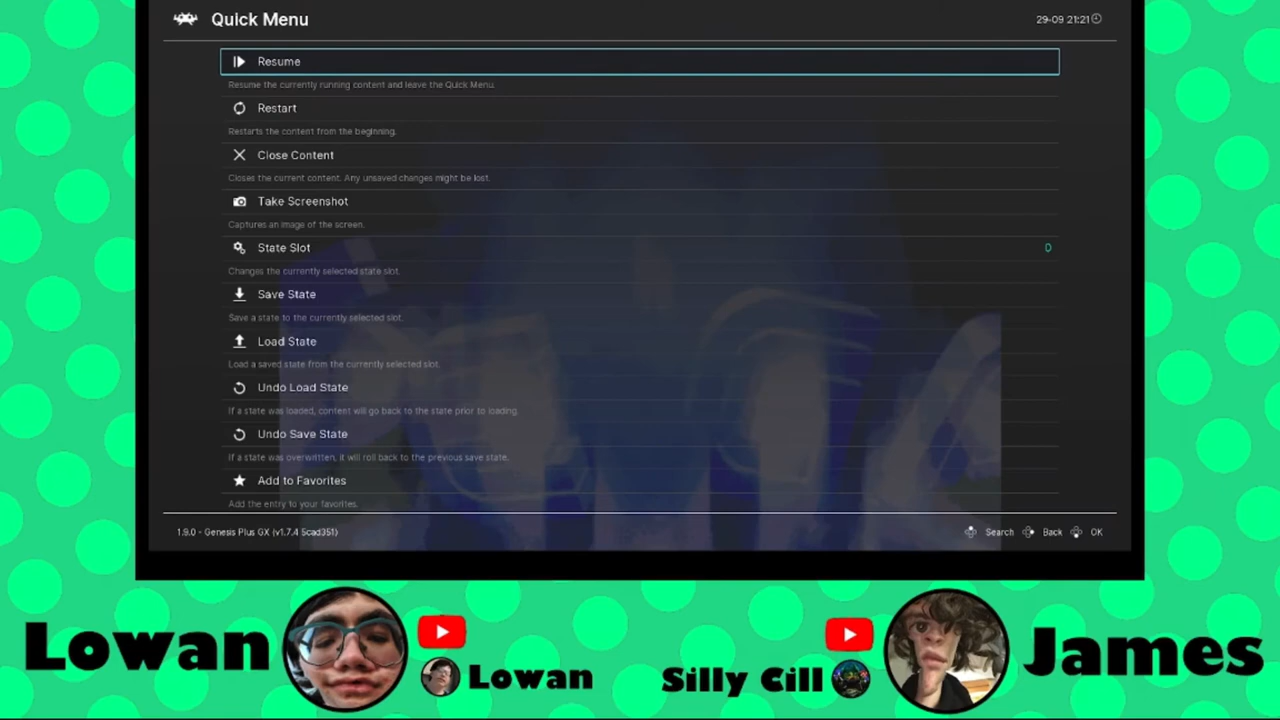 Quick Menu
29-09 21:21
Resume
Resume the currently running content and leave the Quick Menu.
Restart
Restarts the content from the beginning.
Close Content
Closes the current content. Any unsaved changes might be lost.
Take Screenshot
Captures an image of the screen.
State Slot 0
Changes the currently selected state slot.
Save State
Save a state to the currently selected slot.
Load State
Load a saved state from the currently selected slot.
Undo Load State
If a state was loaded, content will go back to the state prior to loading.
Undo Save State
If a state was overwritten, it will roll back to the previous save state.
Add to Favorites
Add the entry to your favorites.
1.9.0 - Genesis Plus GX (v1.7.4 5cad351)
Search Back OK
Lowan
Lowan
Silly Cill
James